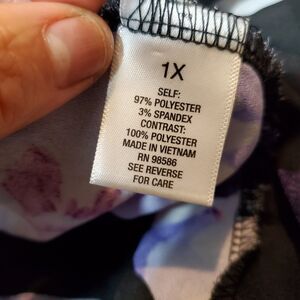 1X
SELF:
97% POLYESTER
3% SPANDEX
CONTRAST:
100% POLYESTER
MADE IN VIETNAM
RN 98586
SEE REVERSE
FOR CARE